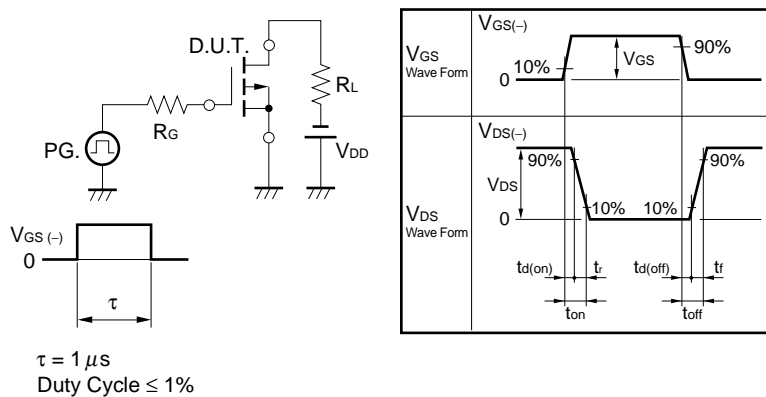 D.U.T.
RL
RG
PG.
VDD
VGS (−)
0
τ
τ = 1 μs
Duty Cycle ≤ 1%
VGS
Wave Form
VGS(−)
10%
VGS
90%
0
VDS
Wave Form
VDS(−)
90%
90%
VDS
10%
10%
0
td(on)
tr
td(off)
tf
ton
toff